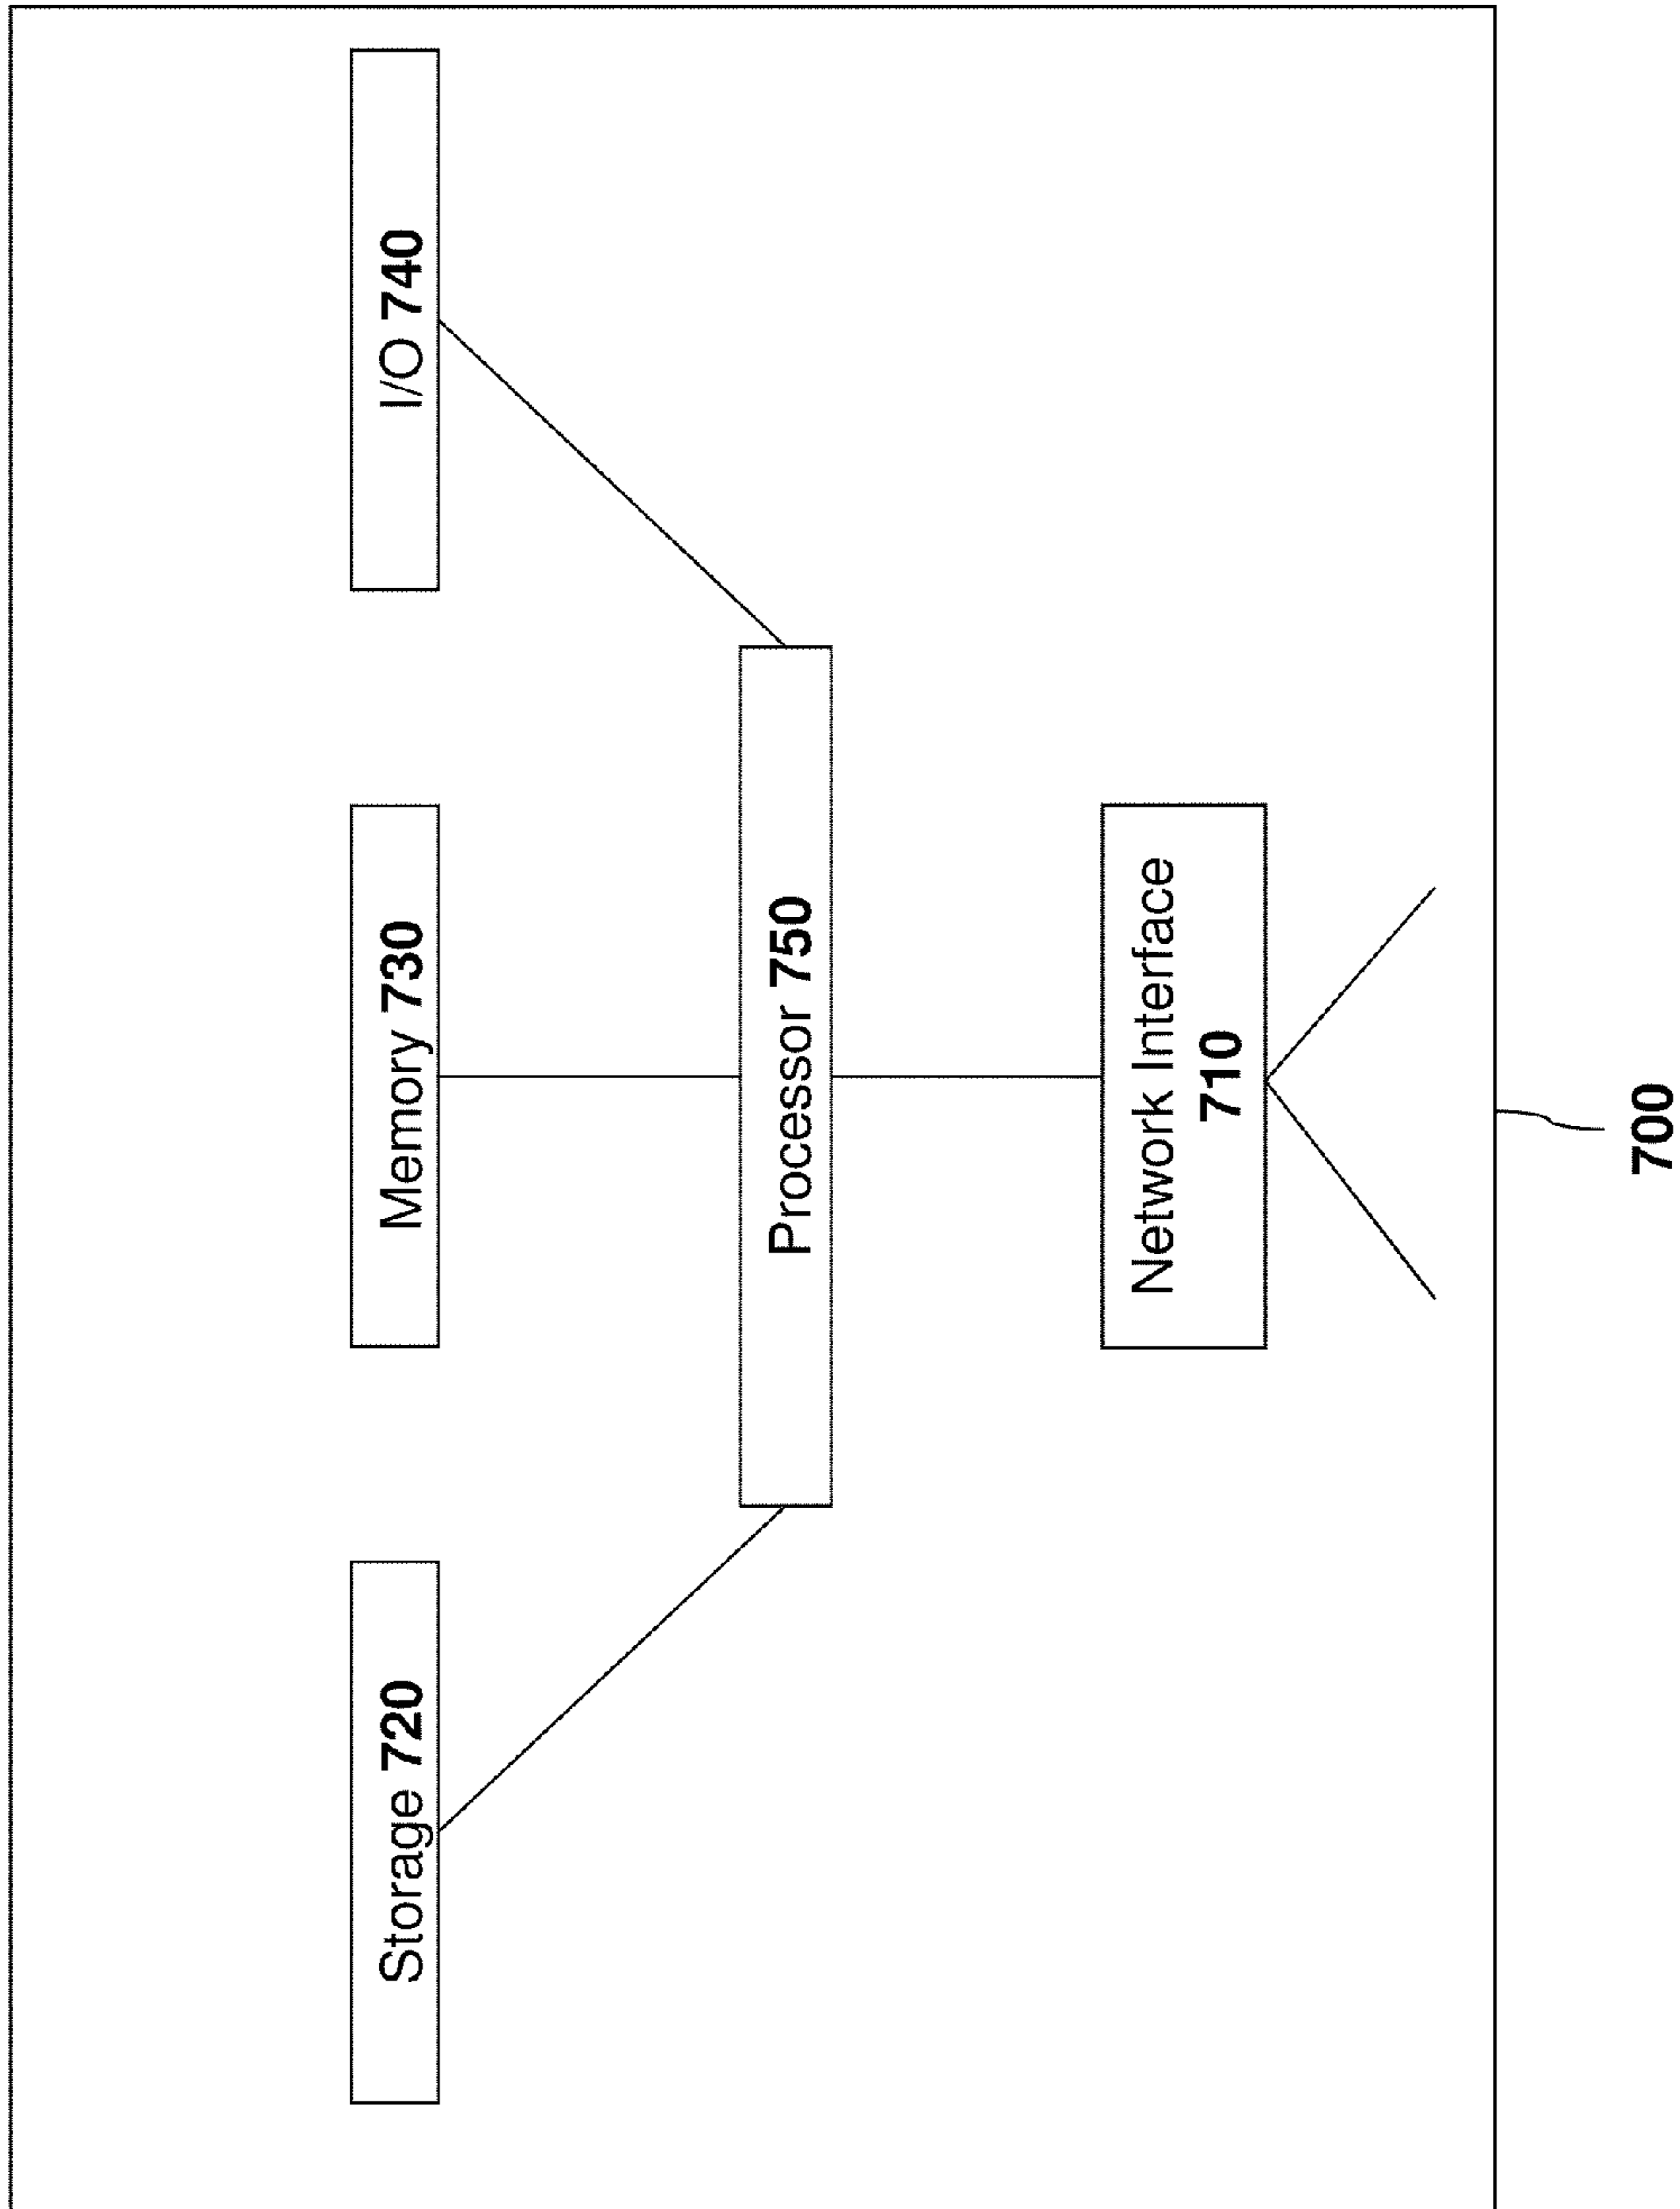 Storage 720
Memory 730
I/O 740
Processor 750
Network Interface
710
700